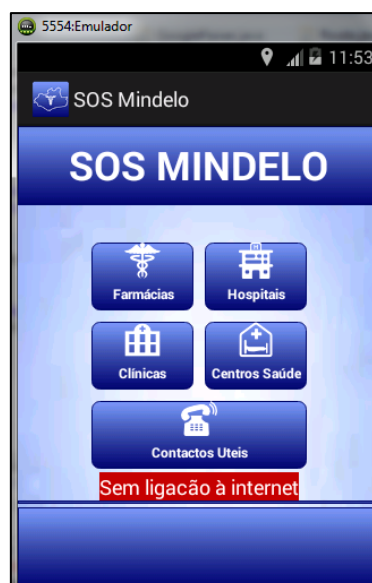 5554:Emulador
11:53
SOS Mindelo
SOS MINDELO
Farmácias
Hospitais
Clínicas
Centros Saúde
Contactos Uteis
Sem ligacão à internet